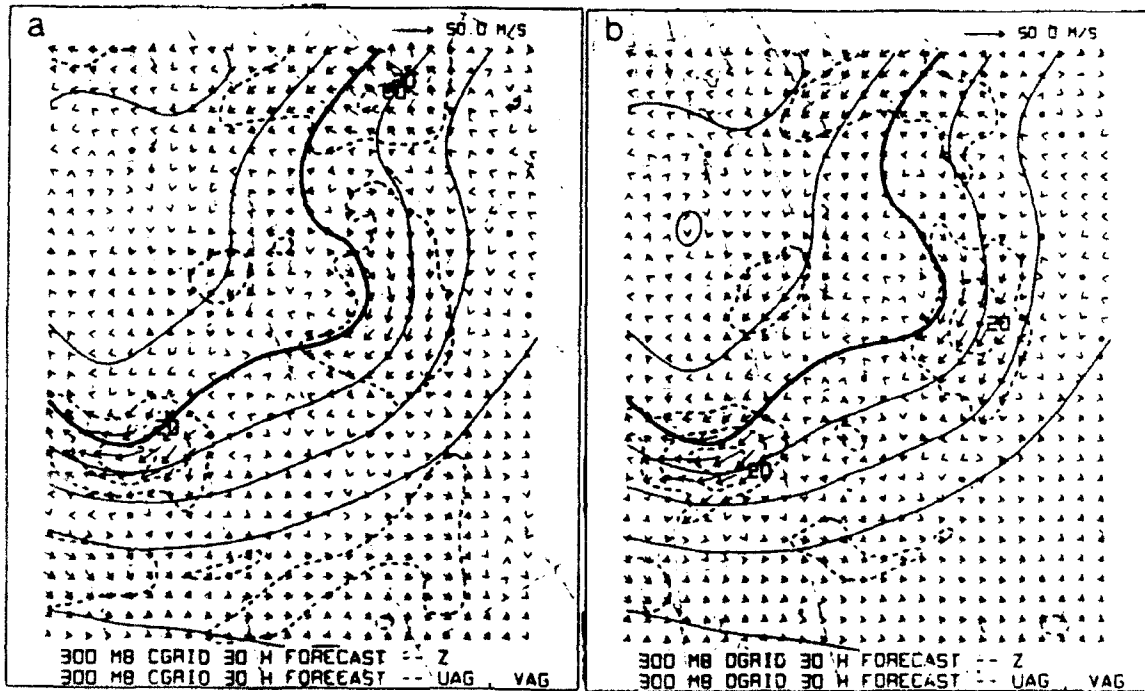 a
50.0 M/S
20
20
300 MB CGRID 30 H FORECAST -- Z
300 MB CGRID 30 H FORECAST -- UAG , VAG
b
50.0 M/S
20
20
300 MB DGRID 30 H FORECAST -- Z
300 MB DGRID 30 H FORECAST -- UAG , VAG